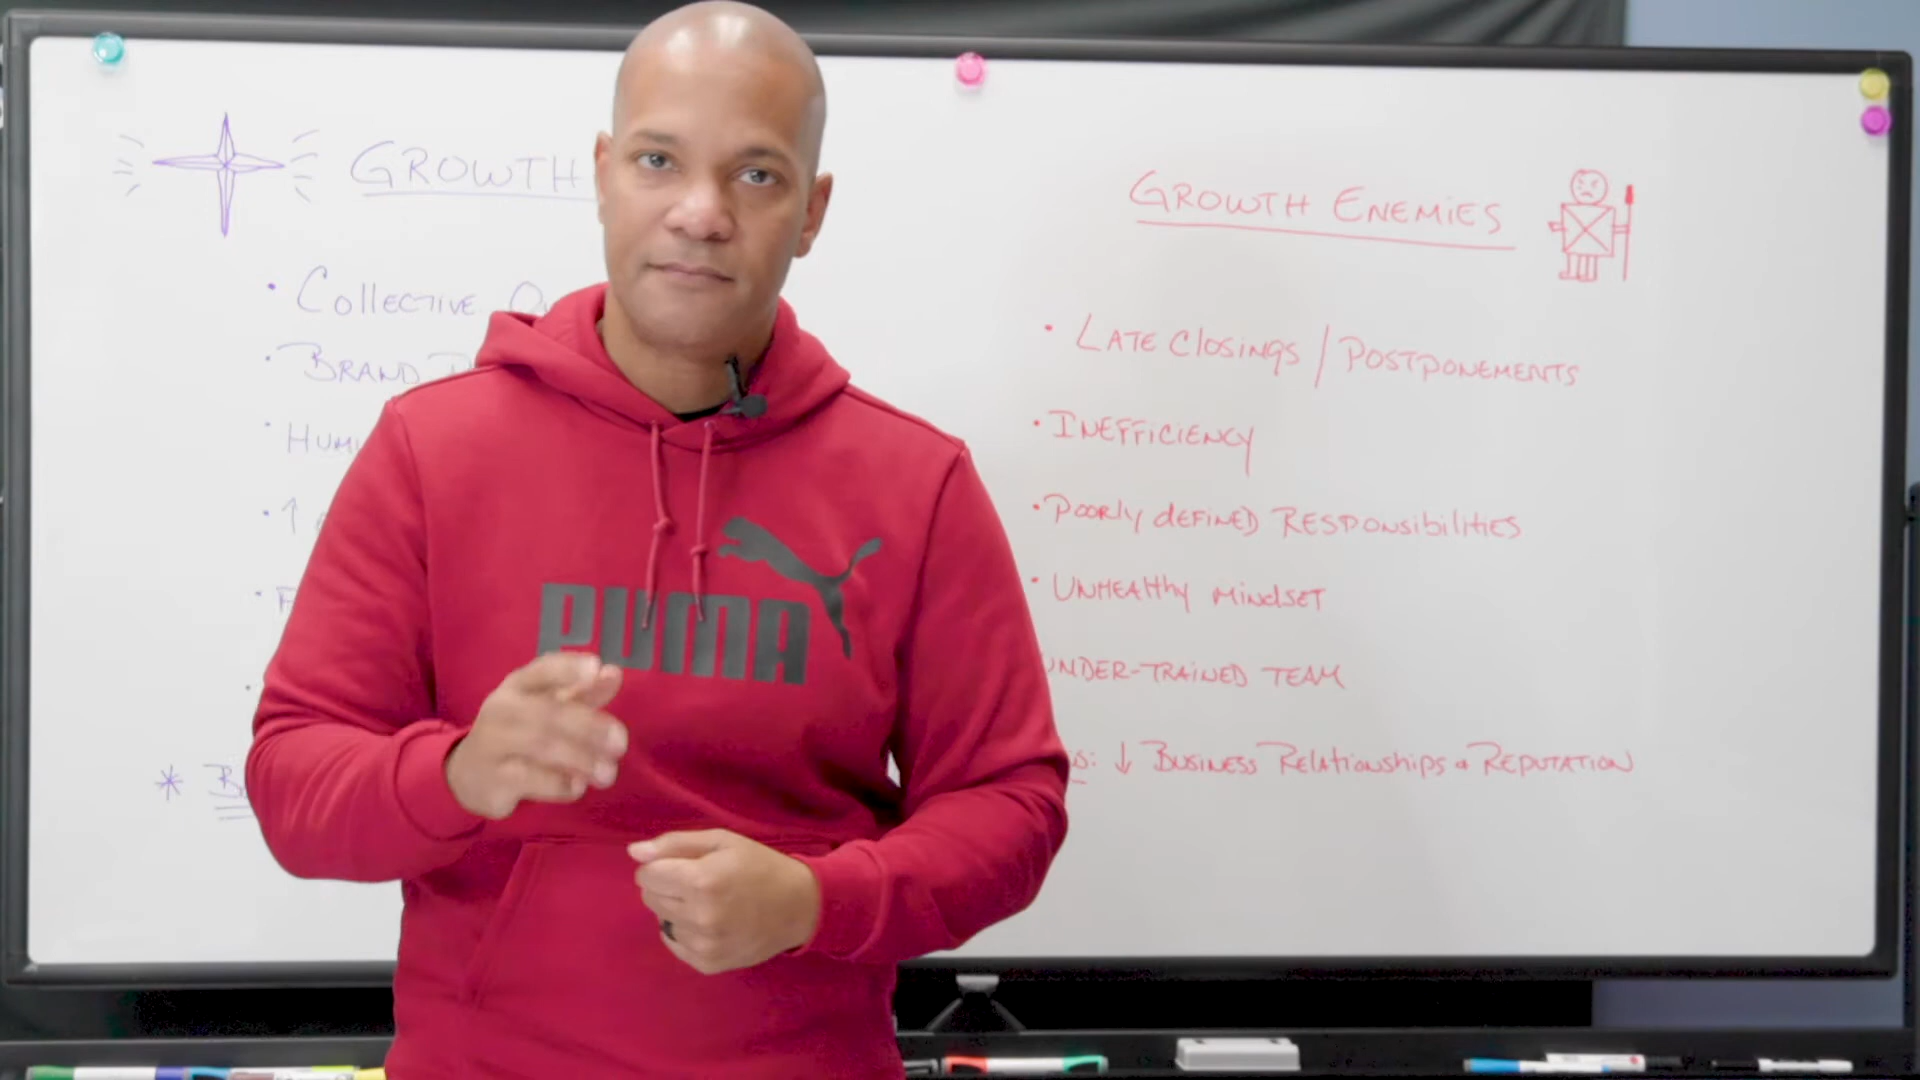 GROWTH
• Collective
• BRAND
• ↑
* 
GROWTH ENEMIES
• LATE Closings / POSTPONEMENTS
• INEFFICIENCY
• Poorly defined RESPONSIBILITIES
• UNHEAlthy MindSET
UNDER-TRAINED TEAM
↓ BUSINESS RelAtionships & REPUTATION
PUMA